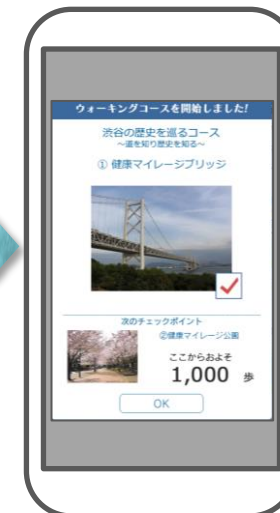 ウォーキングコースを開始しました!
渋谷の歴史を巡るコース
～道を知り歴史を知る～
① 健康マイレージブリッジ
次のチェックポイント
②健康マイレージ公園
ここからおよそ
1,000 歩
OK